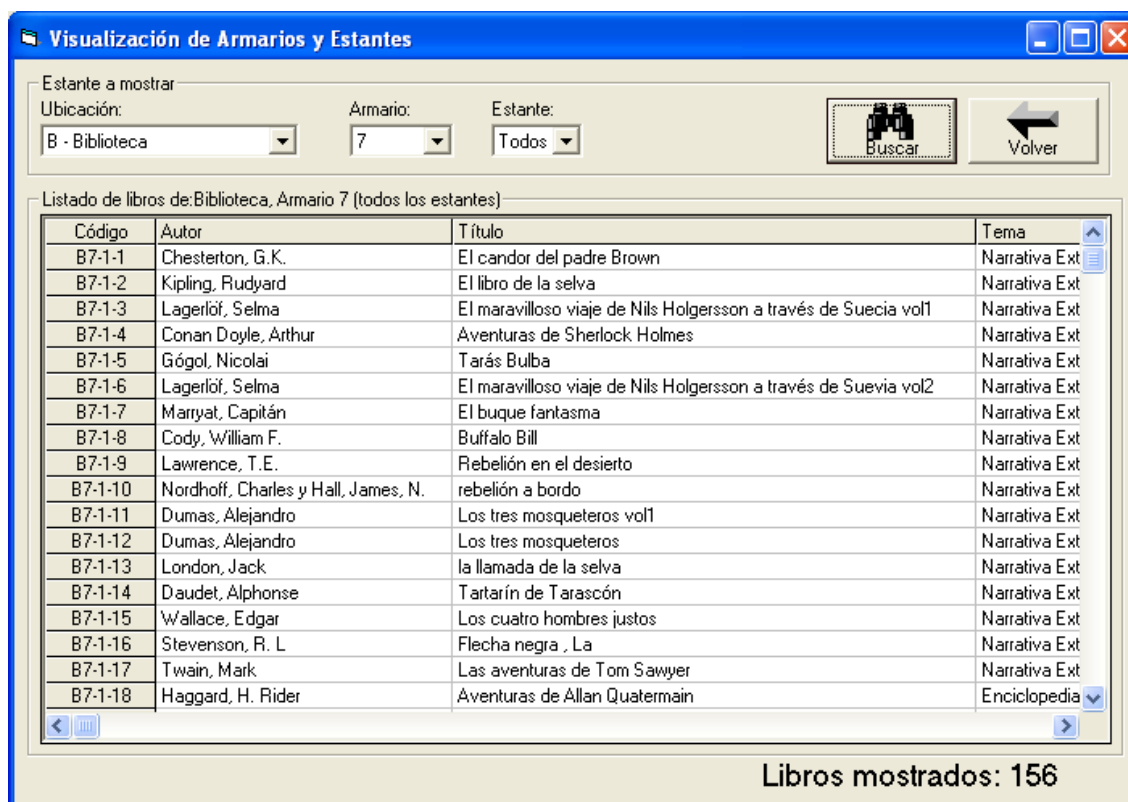 Visualización de Armarios y Estantes
Estante a mostrar
Ubicación: Armario: Estante:
B - Biblioteca 7 Todos Buscar Volver
Listado de libros de:Biblioteca, Armario 7 (todos los estantes)
Código Autor Título Tema
B7-1-1 Chesterton, G.K. El candor del padre Brown Narrativa Ext
B7-1-2 Kipling, Rudyard El libro de la selva Narrativa Ext
B7-1-3 Lagerlöf, Selma El maravilloso viaje de Nils Holgersson a través de Suecia vol1 Narrativa Ext
B7-1-4 Conan Doyle, Arthur Aventuras de Sherlock Holmes Narrativa Ext
B7-1-5 Gógol, Nicolai Tarás Bulba Narrativa Ext
B7-1-6 Lagerlöf, Selma El maravilloso viaje de Nils Holgersson a través de Suevia vol2 Narrativa Ext
B7-1-7 Marryat, Capitán El buque fantasma Narrativa Ext
B7-1-8 Cody, William F. Buffalo Bill Narrativa Ext
B7-1-9 Lawrence, T.E. Rebelión en el desierto Narrativa Ext
B7-1-10 Nordhoff, Charles y Hall, James, N. rebelión a bordo Narrativa Ext
B7-1-11 Dumas, Alejandro Los tres mosqueteros vol1 Narrativa Ext
B7-1-12 Dumas, Alejandro Los tres mosqueteros Narrativa Ext
B7-1-13 London, Jack la llamada de la selva Narrativa Ext
B7-1-14 Daudet, Alphonse Tartarín de Tarascón Narrativa Ext
B7-1-15 Wallace, Edgar Los cuatro hombres justos Narrativa Ext
B7-1-16 Stevenson, R. L Flecha negra , La Narrativa Ext
B7-1-17 Twain, Mark Las aventuras de Tom Sawyer Narrativa Ext
B7-1-18 Haggard, H. Rider Aventuras de Allan Quatermain Enciclopedia
Libros mostrados: 156